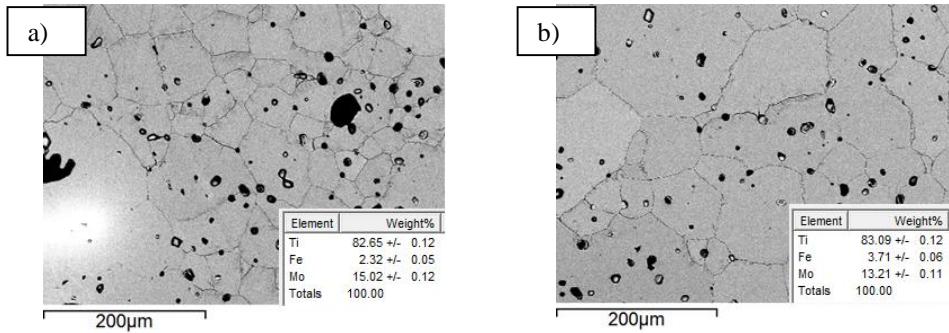 a)
Element Weight%
Ti 82.65 +/- 0.12
Fe 2.32 +/- 0.05
Mo 15.02 +/- 0.12
Totals 100.00
200µm
b)
Element Weight%
Ti 83.09 +/- 0.12
Fe 3.71 +/- 0.06
Mo 13.21 +/- 0.11
Totals 100.00
200µm